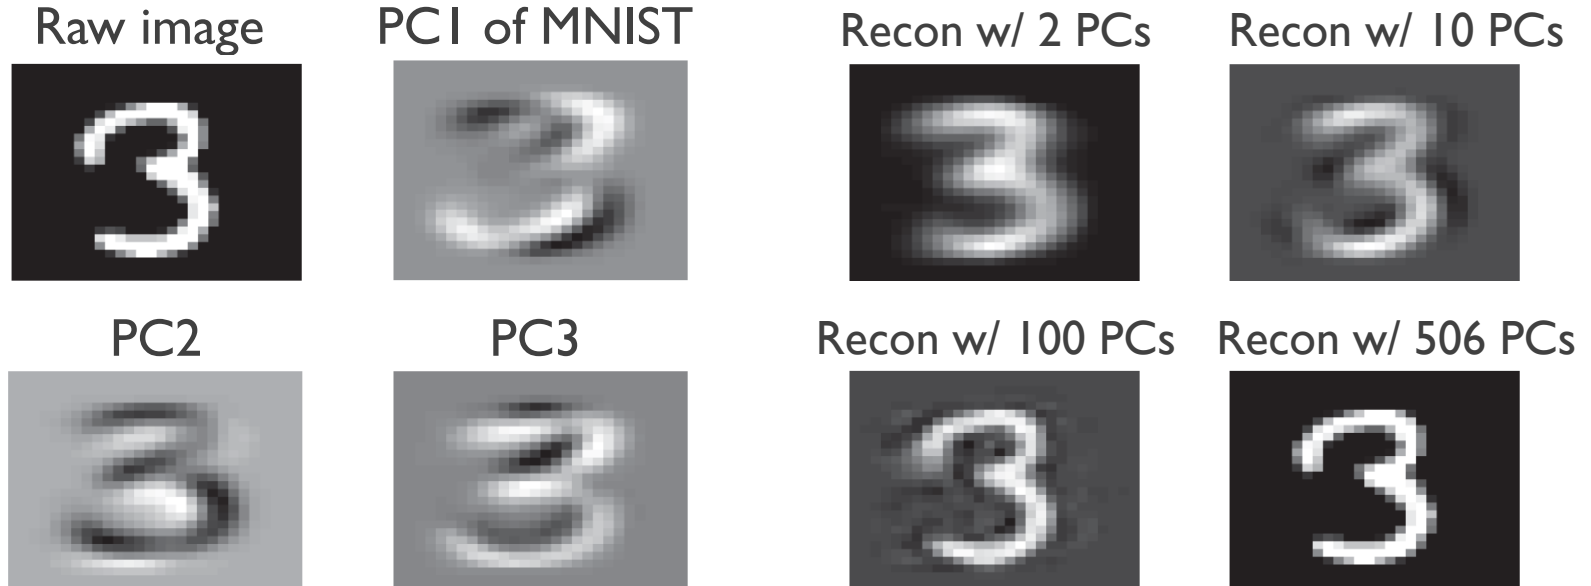 Raw image
PC1 of MNIST
Recon w/ 2 PCs
Recon w/ 10 PCs
PC2
PC3
Recon w/ 100 PCs
Recon w/ 506 PCs